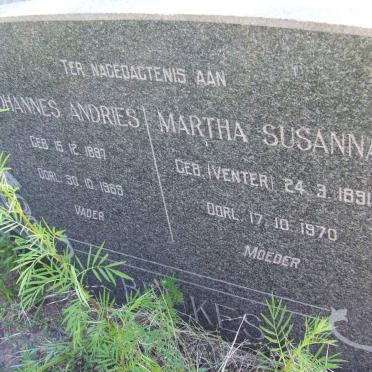 TER NAGEDAGTENIS AAN
JOHANNES ANDRIES
GEB. 15. 12. 1887
OORL. 30. 10. 1969
VADER
MARTHA SUSANNA
GEB. (VENTER) 24. 3. 1891
OORL. 17. 10. 1970
MOEDER